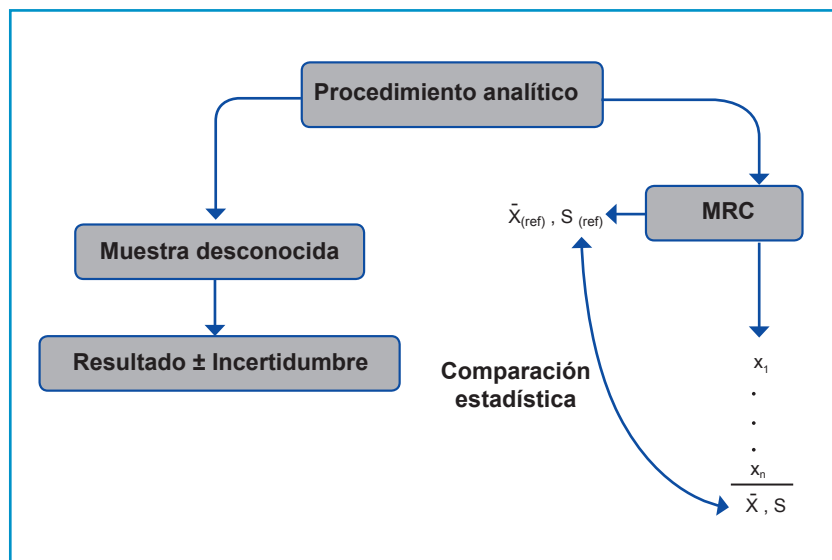 Procedimiento analítico
MRC
X̄(ref) , S (ref)
Muestra desconocida
Resultado ± Incertidumbre
Comparación
estadística
x1
.
.
.
xn
X̄ , S